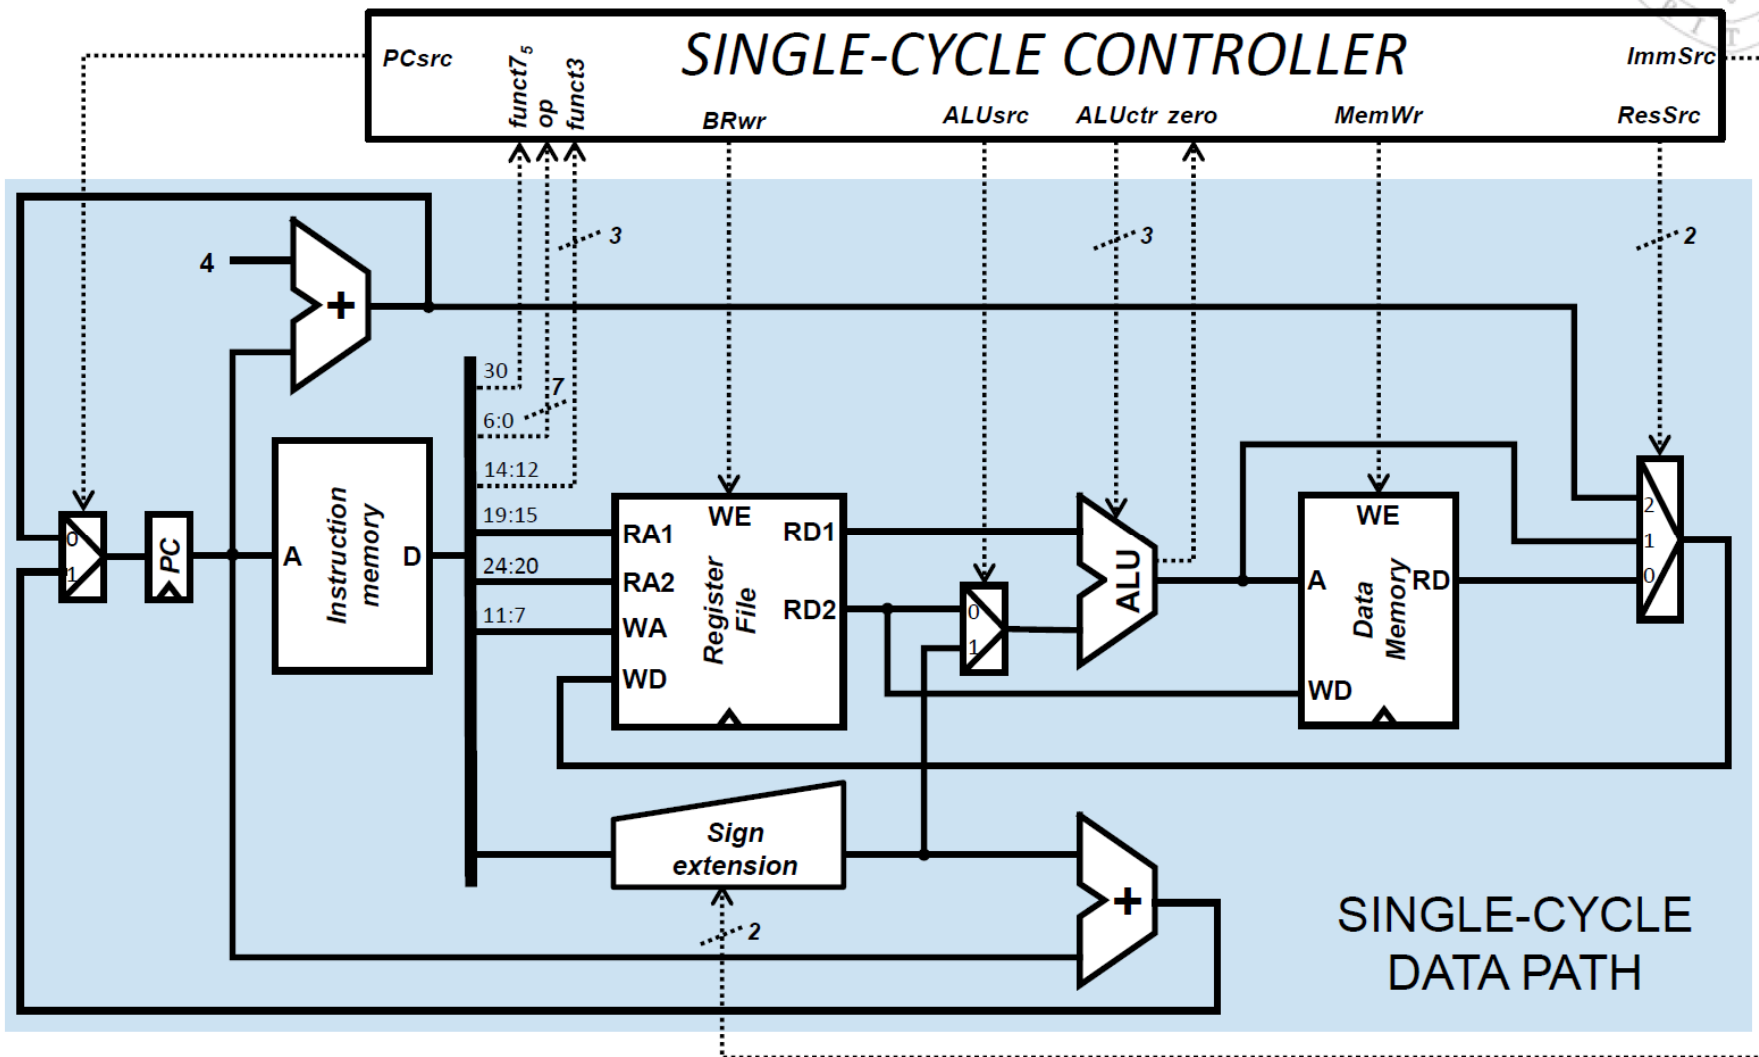 PCsrc
funct7 5
op
funct3
SINGLE-CYCLE CONTROLLER
ImmSrc
BRwr
ALUsrc
ALUctr zero
MemWr
ResSrc
3
3
2
4
+
30
7
6:0
14:12
19:15
24:20
11:7
0
1
PC
A
Instruction
memory
D
RA1
RA2
WA
WD
WE
Register
File
RD1
RD2
0
1
ALU
A
WE
Data
Memory
RD
WD
2
1
0
Sign
extension
2
+
SINGLE-CYCLE
DATA PATH